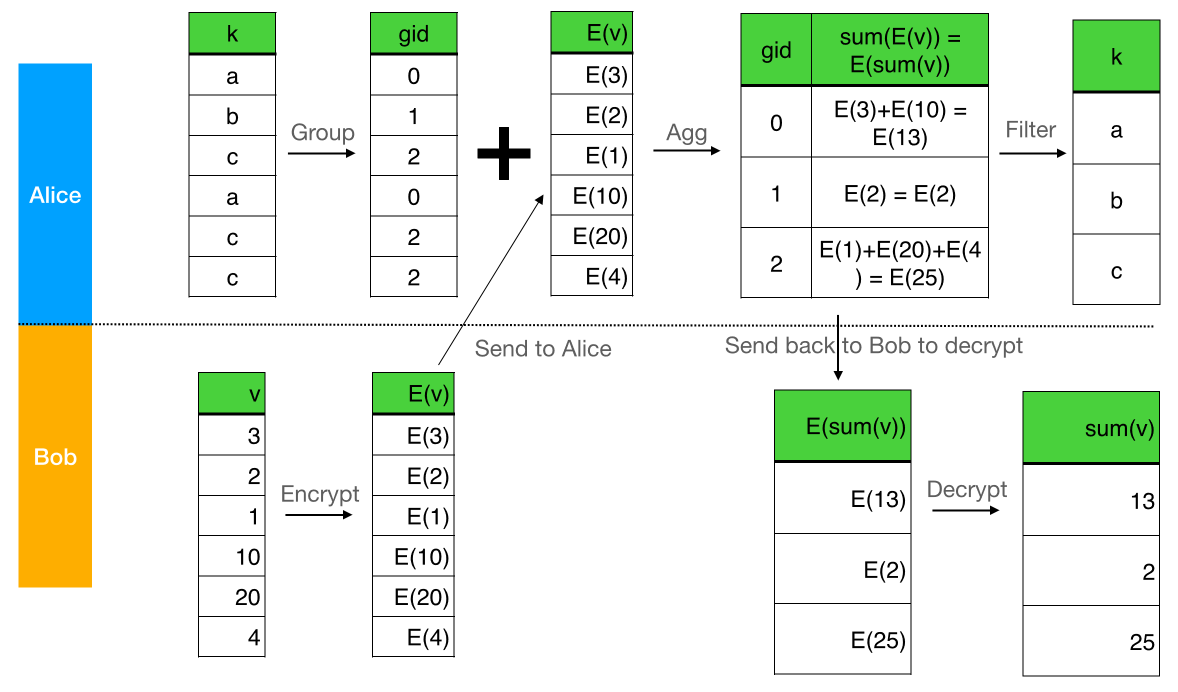 k
a
b
c
a
c
c
Group
gid
0
1
2
0
2
2
E(v)
E(3)
E(2)
E(1)
E(10)
E(20)
E(4)
Agg
gid
sum(E(v)) =
E(sum(v))
0
E(3)+E(10) =
E(13)
1
E(2) = E(2)
2
E(1)+E(20)+E(4
) = E(25)
Filter
k
a
b
c
Alice
Send to Alice
Send back to Bob to decrypt
Bob
v
3
2
1
10
20
4
Encrypt
E(v)
E(3)
E(2)
E(1)
E(10)
E(20)
E(4)
E(sum(v))
E(13)
E(2)
E(25)
Decrypt
sum(v)
13
2
25